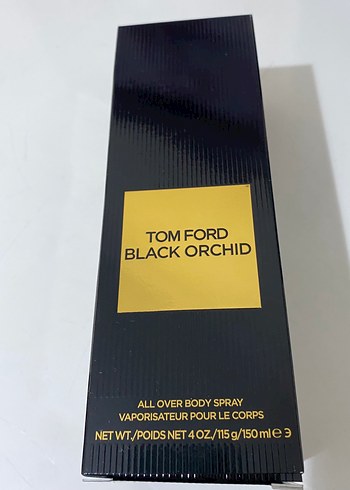 TOM FORD
BLACK ORCHID
ALL OVER BODY SPRAY
VAPORISATEUR POUR LE CORPS
NET WT./POIDS NET 4 OZ./115 g/150 ml ℮ Э